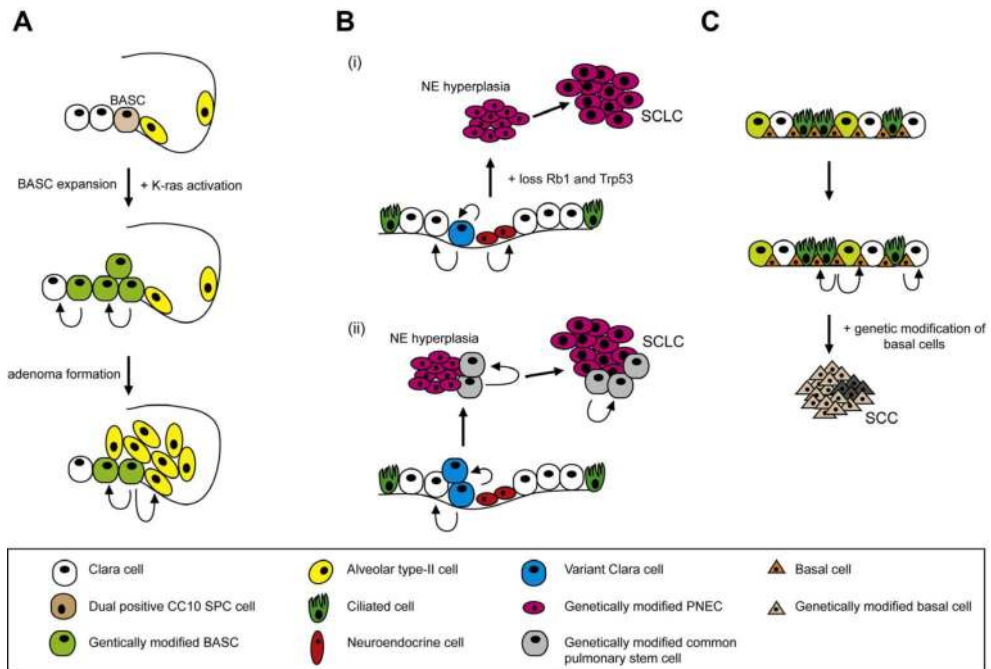 A
BASC
BASC expansion
+ K-ras activation
adenoma formation
B
(i)
NE hyperplasia
SCLC
+ loss Rb1 and Trp53
(ii)
NE hyperplasia
SCLC
C
+ genetic modification of
basal cells
SCC
Clara cell
Alveolar type-II cell
Variant Clara cell
Basal cell
Dual positive CC10 SPC cell
Ciliated cell
Genetically modified PNEC
Genetically modified basal cell
Gentically modified BASC
Neuroendocrine cell
Genetically modified common
pulmonary stem cell